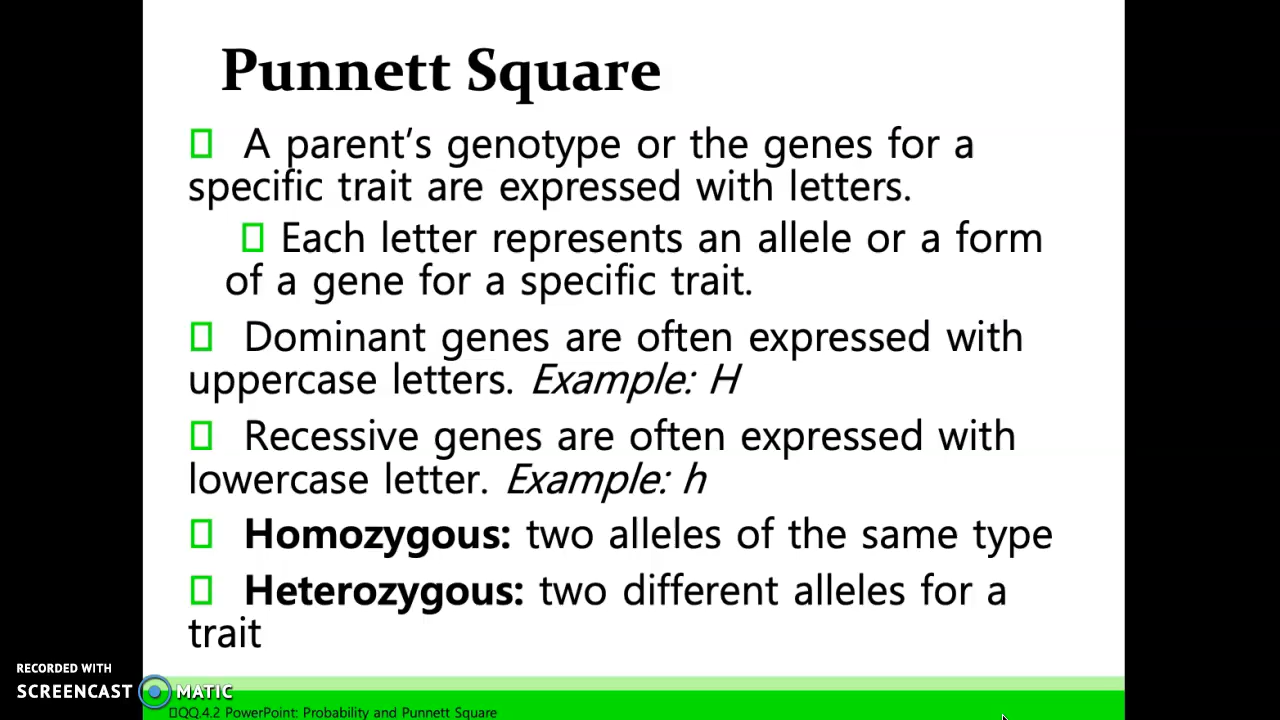 Punnett Square
A parent’s genotype or the genes for a
specific trait are expressed with letters.
Each letter represents an allele or a form
of a gene for a specific trait.
Dominant genes are often expressed with
uppercase letters. Example: H
Recessive genes are often expressed with
lowercase letter. Example: h
Homozygous: two alleles of the same type
Heterozygous: two different alleles for a
trait
RECORDED WITH
SCREENCAST MATIC
QQ.4.2 PowerPoint: Probability and Punnett Square